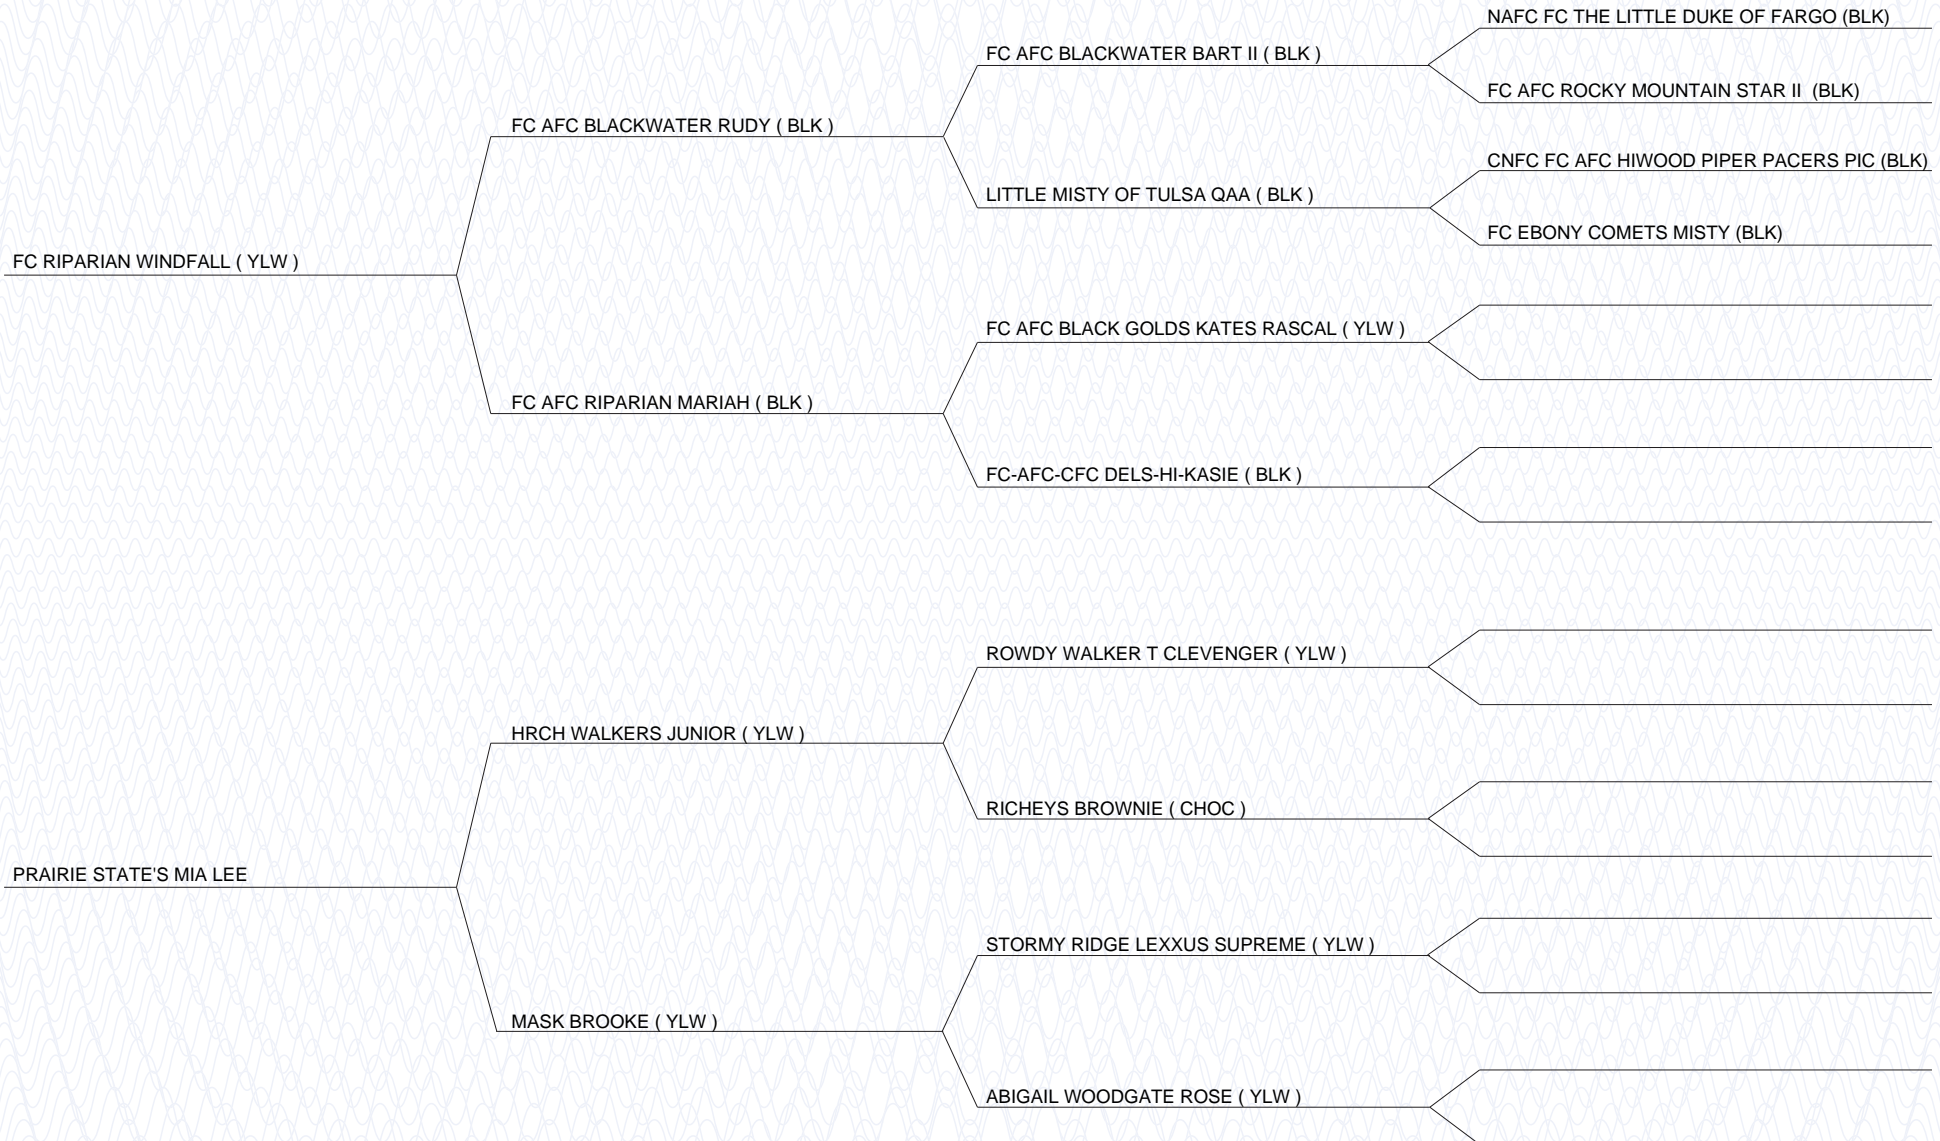 NAFC FC THE LITTLE DUKE OF FARGO (BLK)
FC AFC BLACKWATER BART II ( BLK )
FC AFC ROCKY MOUNTAIN STAR II  (BLK)
FC AFC BLACKWATER RUDY ( BLK )
CNFC FC AFC HIWOOD PIPER PACERS PIC (BLK)
LITTLE MISTY OF TULSA QAA ( BLK )
FC EBONY COMETS MISTY (BLK)
FC RIPARIAN WINDFALL ( YLW )
FC AFC BLACK GOLDS KATES RASCAL ( YLW )
FC AFC RIPARIAN MARIAH ( BLK )
FC-AFC-CFC DELS-HI-KASIE ( BLK )
ROWDY WALKER T CLEVENGER ( YLW )
HRCH WALKERS JUNIOR ( YLW )
RICHEYS BROWNIE ( CHOC )
PRAIRIE STATE'S MIA LEE
STORMY RIDGE LEXXUS SUPREME ( YLW )
MASK BROOKE ( YLW )
ABIGAIL WOODGATE ROSE ( YLW )